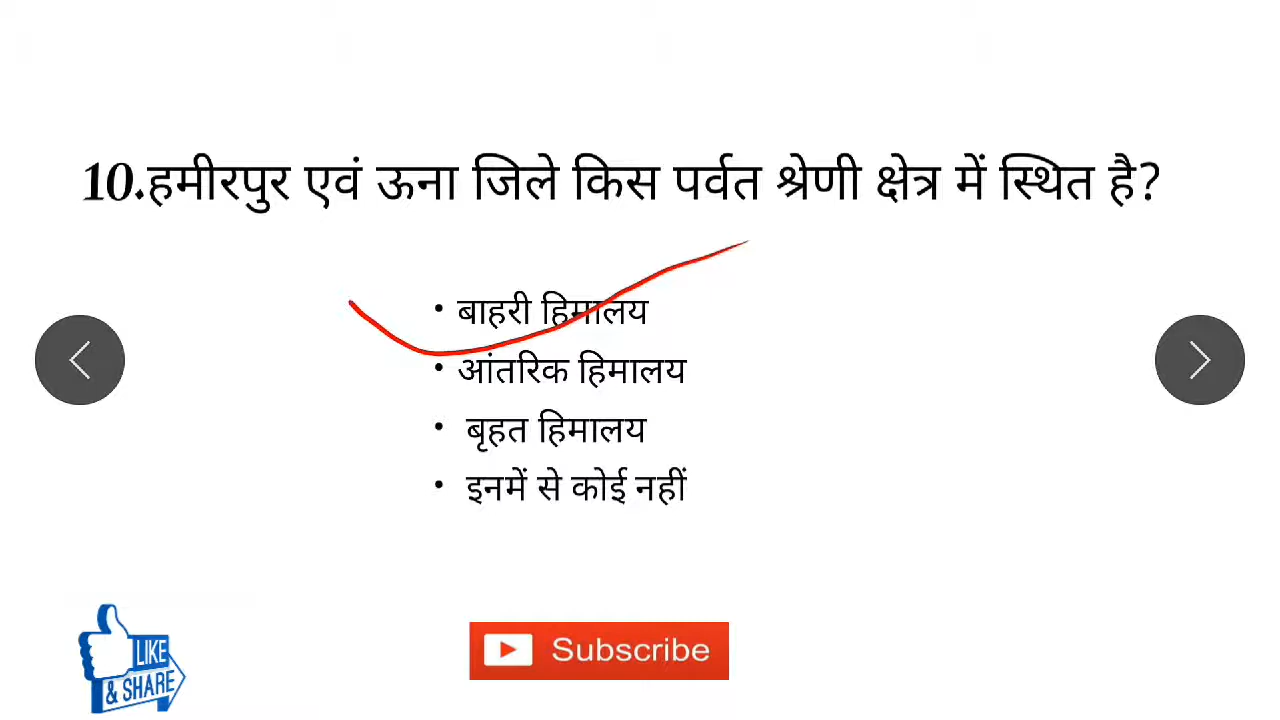 10.हमीरपुर एवं ऊना जिले किस पर्वत श्रेणी क्षेत्र में स्थित है?
• बाहरी हिमालय
• आंतरिक हिमालय
• बृहत हिमालय
• इनमें से कोई नहीं
LIKE
& SHARE
Subscribe